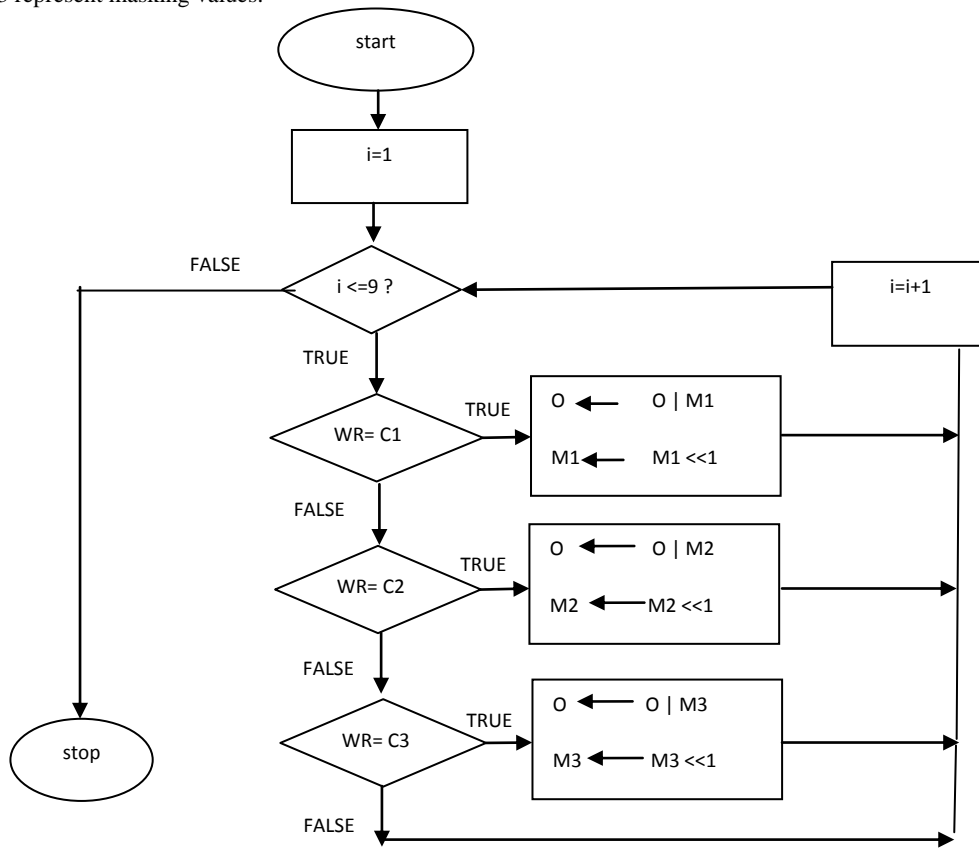 3 represent masking values.
start
i=1
FALSE
i <=9 ?
i=i+1
TRUE
WR= C1
TRUE
O O | M1
M1 M1 <<1
FALSE
WR= C2
TRUE
O O | M2
M2 M2 <<1
FALSE
WR= C3
TRUE
O O | M3
M3 M3 <<1
stop
FALSE